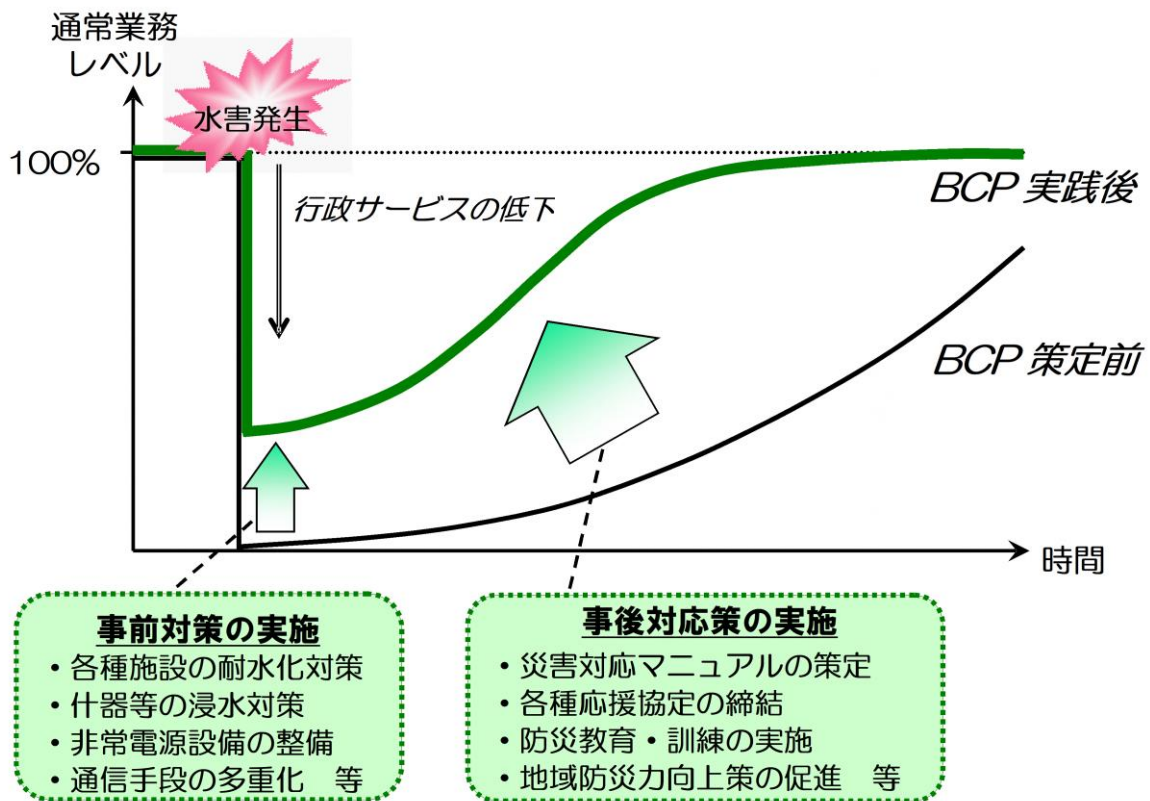 通常業務
レベル
水害発生
100%
行政サービスの低下
BCP 実践後
BCP 策定前
時間
事前対策の実施
・各種施設の耐水化対策
・什器等の浸水対策
・非常電源設備の整備
・通信手段の多重化　等
事後対応策の実施
・災害対応マニュアルの策定
・各種応援協定の締結
・防災教育・訓練の実施
・地域防災力向上策の促進　等